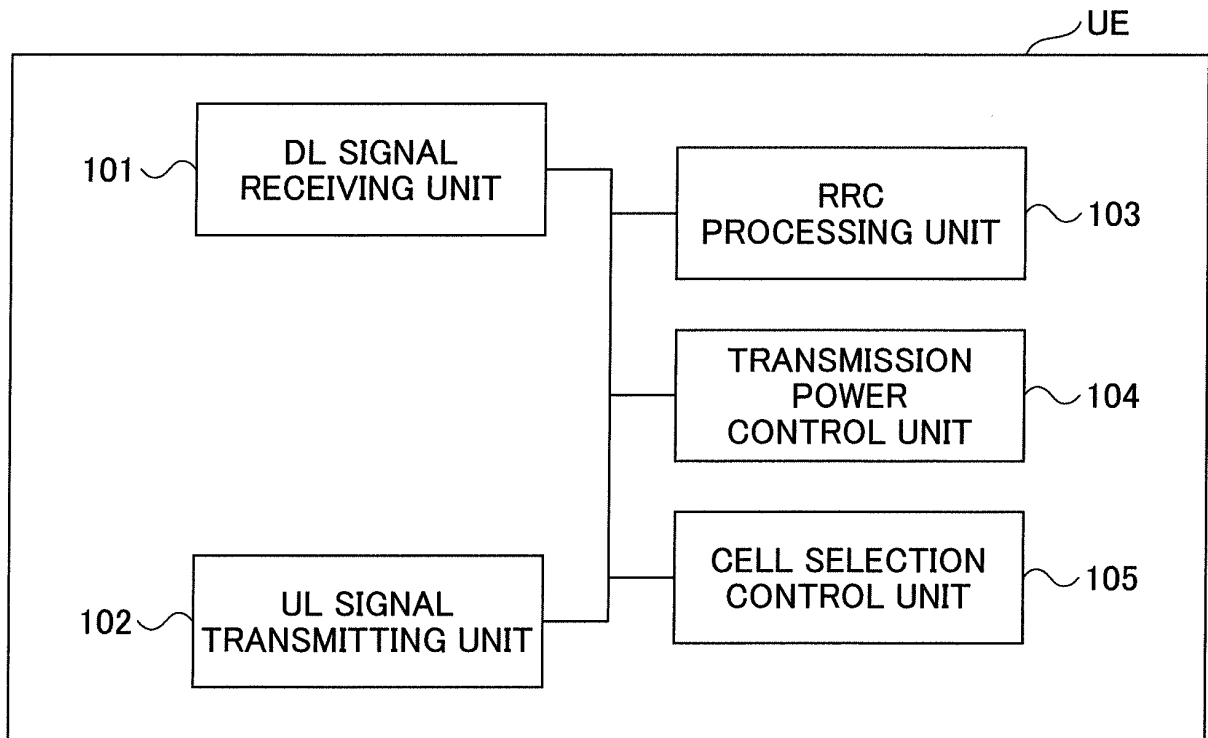 UE
101
DL SIGNAL
RECEIVING UNIT
RRC
PROCESSING UNIT
103
TRANSMISSION
POWER
CONTROL UNIT
104
CELL SELECTION
CONTROL UNIT
105
102
UL SIGNAL
TRANSMITTING UNIT